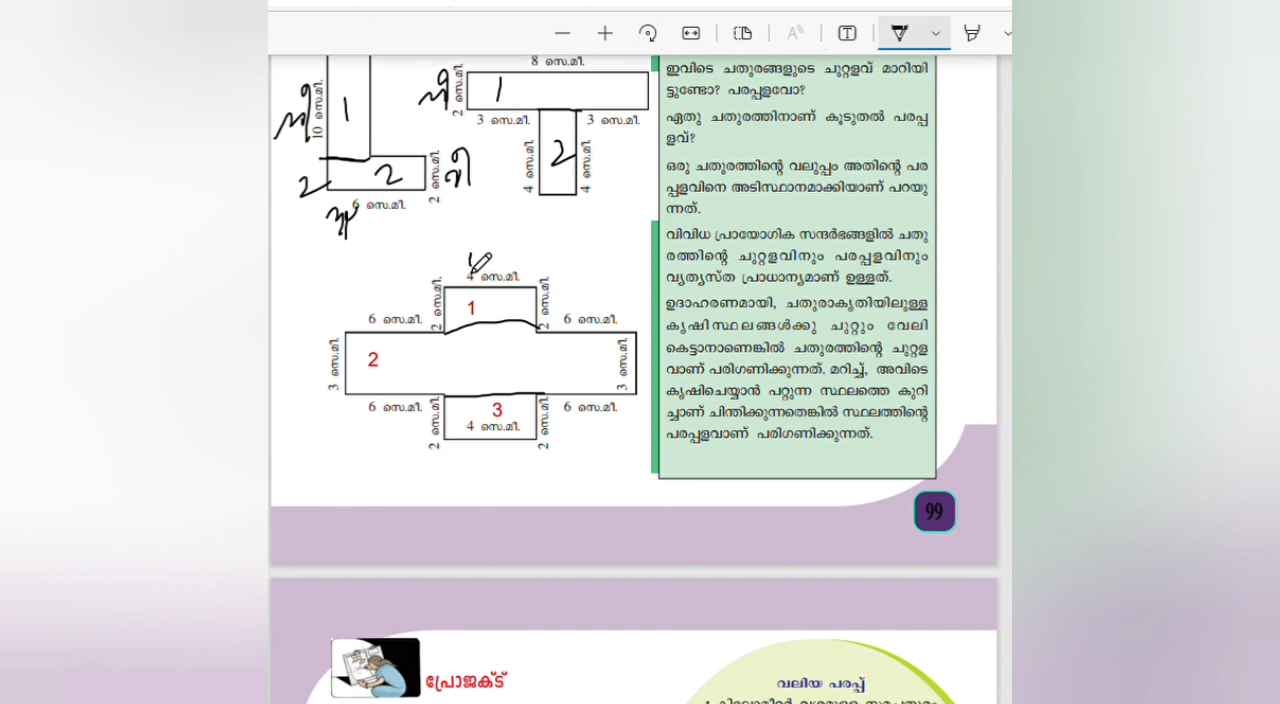 8 സെ.മീ.
10 സെ.മീ.
1
2 സെ.മീ.
1
3 സെ.മീ.
3 സെ.മീ.
4 സെ.മീ.
2
4 സെ.മീ.
2
2
2 സെ.മീ.
വീ
6 സെ.മീ.
4 സെ.മീ.
2 സെ.മീ.
1
2 സെ.മീ.
6 സെ.മീ.
6 സെ.മീ.
3 സെ.മീ.
2
3 സെ.മീ.
6 സെ.മീ.
6 സെ.മീ.
2 സെ.മീ.
3
4 സെ.മീ.
2 സെ.മീ.
ഇവിടെ ചതുരങ്ങളുടെ ചുറ്റളവ് മാറിയി
ട്ടുണ്ടോ? പരപ്പളവോ?
ഏതു ചതുരത്തിനാണ് കൂടുതൽ പരപ്പ
ളവ്?
ഒരു ചതുരത്തിന്റെ വലുപ്പം അതിന്റെ പര
പ്പളവിനെ അടിസ്ഥാനമാക്കിയാണ് പറയു
ന്നത്.
വിവിധ പ്രായോഗിക സന്ദർഭങ്ങളിൽ ചതു
രത്തിന്റെ ചുറ്റളവിനും പരപ്പളവിനും
വ്യത്യസ്ത പ്രാധാന്യമാണ് ഉള്ളത്.
ഉദാഹരണമായി, ചതുരാകൃതിയിലുള്ള
കൃഷിസ്ഥലങ്ങൾക്കു ചുറ്റും വേലി
കെട്ടാനാണെങ്കിൽ ചതുരത്തിന്റെ ചുറ്റള
വാണ് പരിഗണിക്കുന്നത്. മറിച്ച്, അവിടെ
കൃഷിചെയ്യാൻ പറ്റുന്ന സ്ഥലത്തെ കുറി
ച്ചാണ് ചിന്തിക്കുന്നതെങ്കിൽ സ്ഥലത്തിന്റെ
പരപ്പളവാണ് പരിഗണിക്കുന്നത്.
99
പ്രോജക്ട്
വലിയ പരപ്പ്